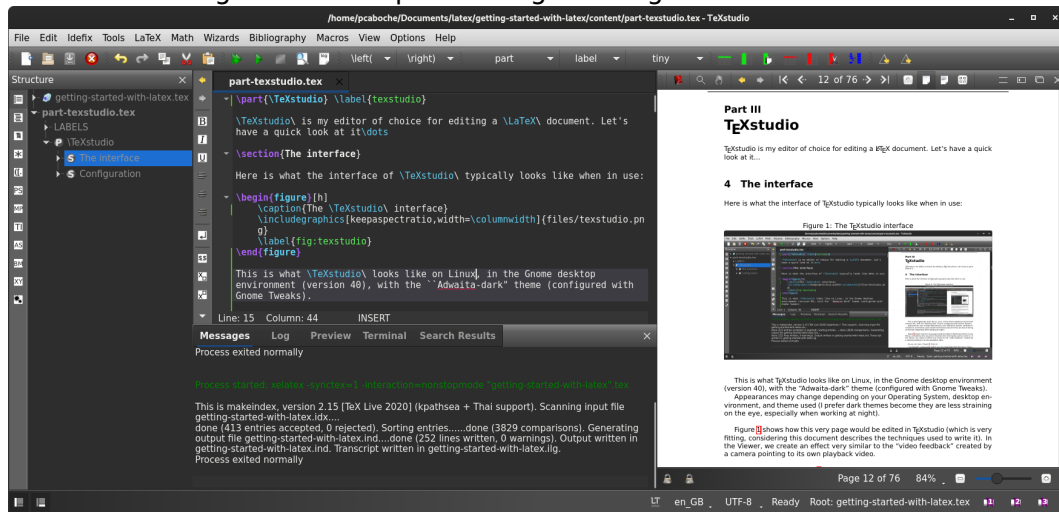 /home/pcaboche/Documents/latex/getting-started-with-latex/content/part-texstudio.tex - TeXstudio
File Edit Idefix Tools LaTeX Math Wizards Bibliography Macros View Options Help
\left( \right) part label tiny 12 of 76
Structure
getting-started-with-latex.tex
part-texstudio.tex
LABELS
\TeXstudio
The interface
Configuration
part-texstudio.tex
\part{\TeXstudio} \label{texstudio}
\TeXstudio\ is my editor of choice for editing a \LaTeX\ document. Let's
have a quick look at it\dots
\section{The interface}
Here is what the interface of \TeXstudio\ typically looks like when in use:
\begin{figure}[h]
\caption{The \TeXstudio\ interface}
\includegraphics[keepaspectratio,width=\columnwidth]{files/texstudio.pn
g}
\label{fig:texstudio}
\end{figure}
This is what \TeXstudio\ looks like on Linux, in the Gnome desktop
environment (version 40), with the ``Adwaita-dark" theme (configured with
Gnome Tweaks).
Line: 15 Column: 44 INSERT
Messages Log Preview Terminal Search Results
Process exited normally
Process started: xelatex -synctex=1 -interaction=nonstopmode "getting-started-with-latex".tex
This is makeindex, version 2.15 [TeX Live 2020] (kpathsea + Thai support). Scanning input file
getting-started-with-latex.idx....
done (413 entries accepted, 0 rejected). Sorting entries......done (3829 comparisons). Generating
output file getting-started-with-latex.ind....done (252 lines written, 0 warnings). Output written in
getting-started-with-latex.ind. Transcript written in getting-started-with-latex.ilg.
Process exited normally
Part III
TEXstudio
TEXstudio is my editor of choice for editing a LATEX document. Let's have a quick
look at it...
4 The interface
Here is what the interface of TEXstudio typically looks like when in use:
Figure 1: The TEXstudio interface
This is what TEXstudio looks like on Linux, in the Gnome desktop environment
(version 40), with the "Adwaita-dark" theme (configured with Gnome Tweaks).
Appearances may change depending on your Operating System, desktop en-
vironment, and theme used (I prefer dark themes become they are less straining
on the eye, especially when working at night).
Figure 1 shows how this very page would be edited in TEXstudio (which is very
fitting, considering this document describes the techniques used to write it). In
the Viewer, we create an effect very similar to the "video feedback" created by
a camera pointing to its own playback video.
Page 12 of 76 84%
LT en_GB UTF-8 Ready Root: getting-started-with-latex.tex 1 2 3